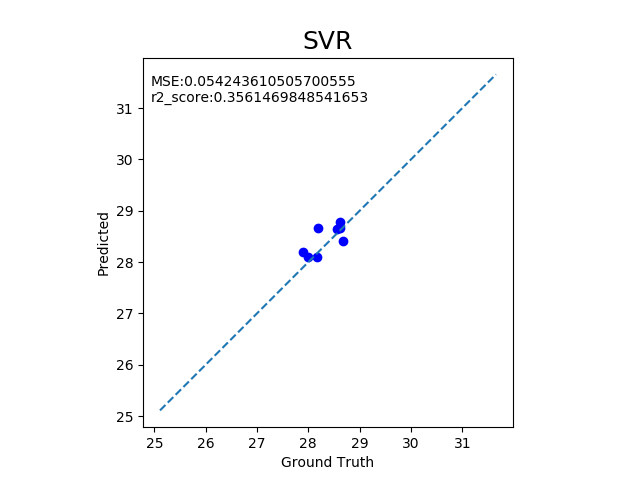 SVR
MSE:0.054243610505700555
r2_score:0.3561469848541653
31
30
29
28
27
26
25
Predicted
25 26 27 28 29 30 31
Ground Truth